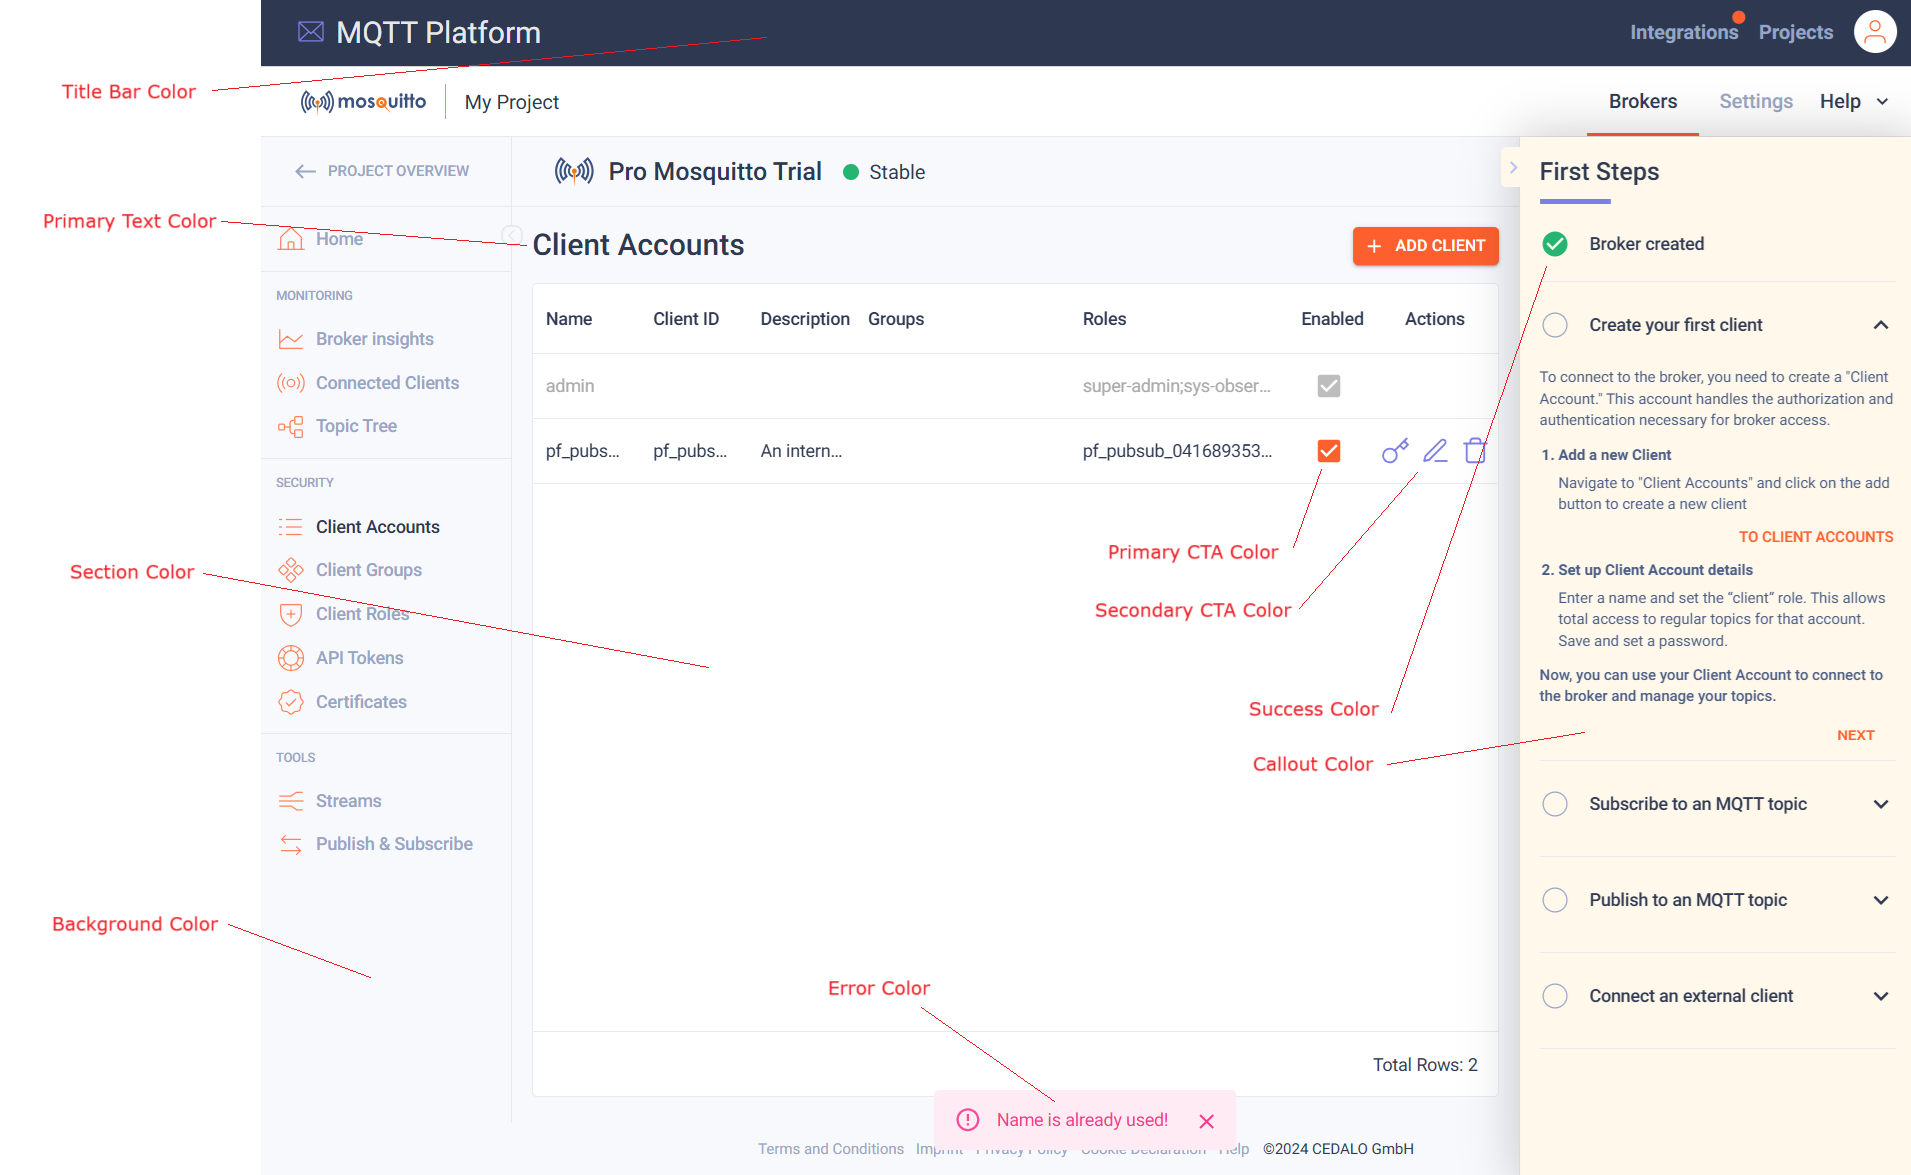 MQTT Platform
Integrations
Projects
Title Bar Color
mosquitto
My Project
Brokers
Settings
Help
PROJECT OVERVIEW
Pro Mosquitto Trial
Stable
First Steps
Primary Text Color
Home
Client Accounts
+ ADD CLIENT
Broker created
MONITORING
Broker insights
Connected Clients
Topic Tree
Name
Client ID
Description
Groups
Roles
Enabled
Actions
admin
super-admin;sys-obser...
pf_pubs...
pf_pubs...
An intern...
pf_pubsub_041689353...
Create your first client
To connect to the broker, you need to create a "Client
Account." This account handles the authorization and
authentication necessary for broker access.
1. Add a new Client
Navigate to "Client Accounts" and click on the add
button to create a new client
TO CLIENT ACCOUNTS
2. Set up Client Account details
Enter a name and set the “client” role. This allows
total access to regular topics for that account.
Save and set a password.
Now, you can use your Client Account to connect to
the broker and manage your topics.
NEXT
SECURITY
Client Accounts
Client Groups
Client Roles
API Tokens
Certificates
Section Color
Primary CTA Color
Secondary CTA Color
Success Color
Callout Color
TOOLS
Streams
Publish & Subscribe
Subscribe to an MQTT topic
Publish to an MQTT topic
Connect an external client
Background Color
Error Color
Total Rows: 2
Name is already used!
Terms and Conditions
Imprint
Privacy Policy
Cookie Declaration
Help
©2024 CEDALO GmbH